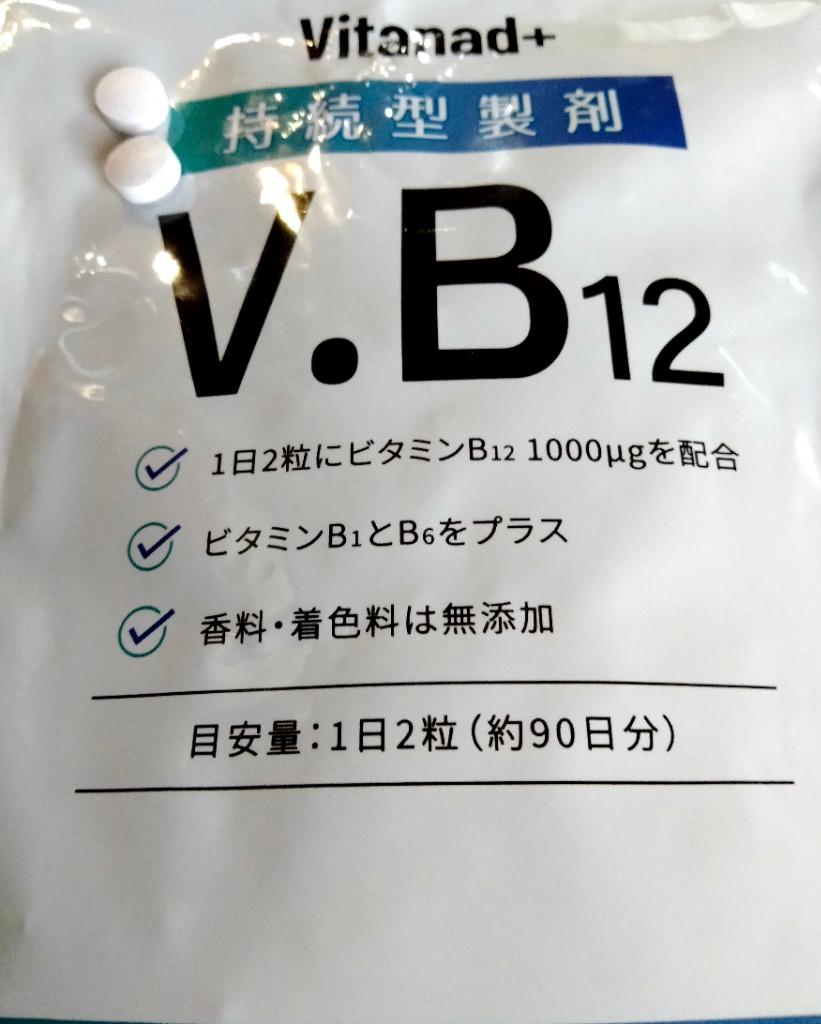 Vitanad+
持続型製剤
V.B12
1日2粒にビタミンB12 1000μgを配合
ビタミンB1とB6をプラス
香料・着色料は無添加
目安量：1日2粒（約90日分）